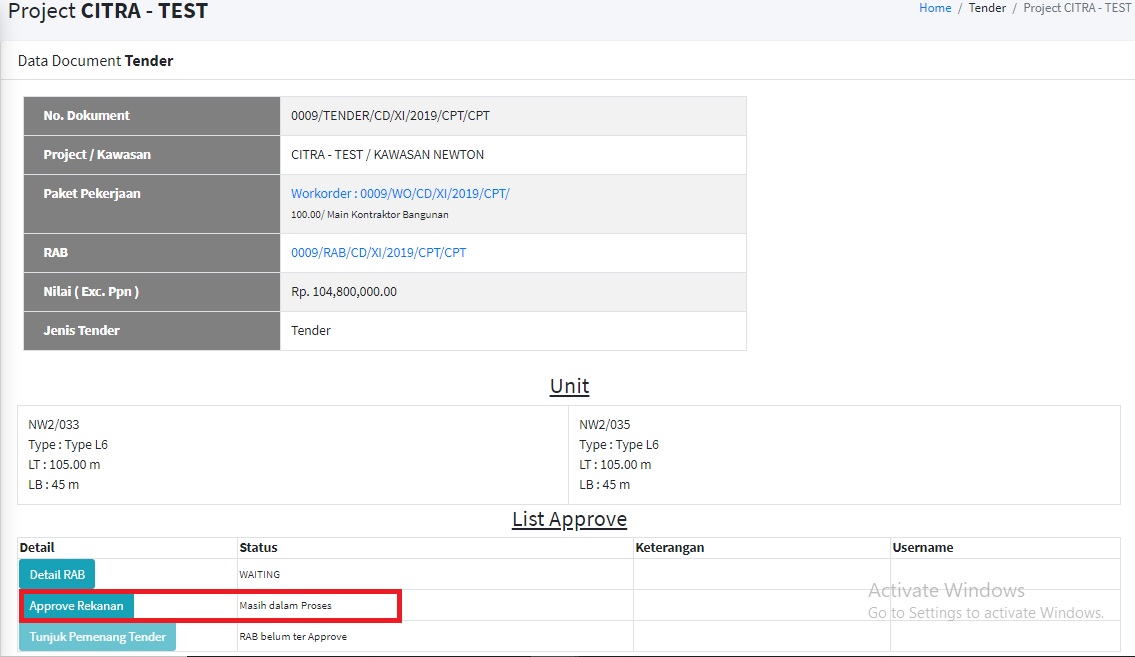 Project CITRA - TEST
Home / Tender / Project CITRA - TEST
Data Document Tender
No. Dokument 0009/TENDER/CD/XI/2019/CPT/CPT
Project / Kawasan CITRA - TEST / KAWASAN NEWTON
Paket Pekerjaan Workorder : 0009/WO/CD/XI/2019/CPT/
100.00/ Main Kontraktor Bangunan
RAB 0009/RAB/CD/XI/2019/CPT/CPT
Nilai ( Exc. Ppn ) Rp. 104,800,000.00
Jenis Tender Tender
Unit
NW2/033
Type : Type L6
LT : 105.00 m
LB : 45 m
NW2/035
Type : Type L6
LT : 105.00 m
LB : 45 m
List Approve
Detail Status Keterangan Username
Detail RAB WAITING
Approve Rekanan Masih dalam Proses
Tunjuk Pemenang Tender RAB belum ter Approve
Activate Windows
Go to Settings to activate Windows.